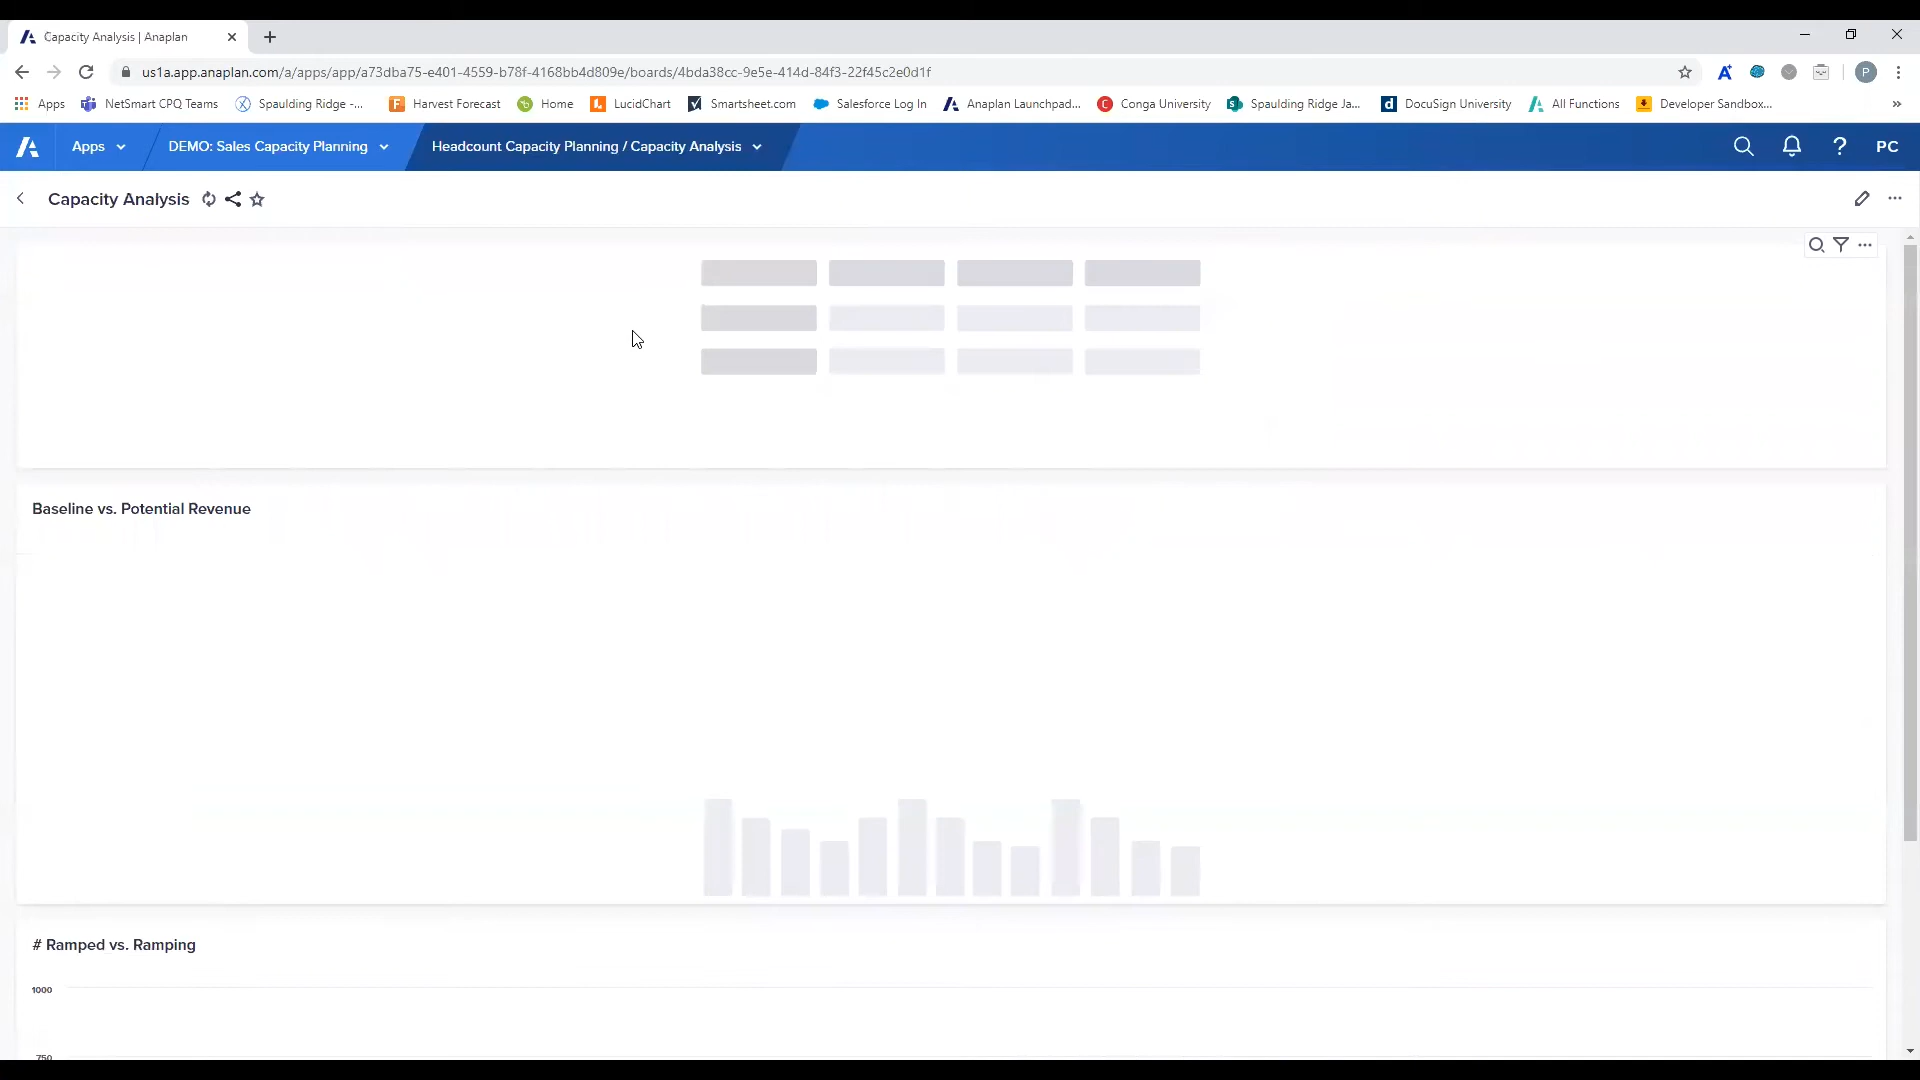 Capacity Analysis | Anaplan
us1a.app.anaplan.com/a/apps/app/a73dba75-e401-4559-b78f-4168bb4d809e/boards/4bda38cc-9e5e-414d-84f3-22f45c2e0d1f
P
Apps NetSmart CPQ Teams Spaulding Ridge -... Harvest Forecast Home LucidChart Smartsheet.com Salesforce Log In Anaplan Launchpad... Conga University Spaulding Ridge Ja... DocuSign University All Functions Developer Sandbox... »
Apps DEMO: Sales Capacity Planning Headcount Capacity Planning / Capacity Analysis ? PC
Capacity Analysis
Baseline vs. Potential Revenue
# Ramped vs. Ramping
1000
750